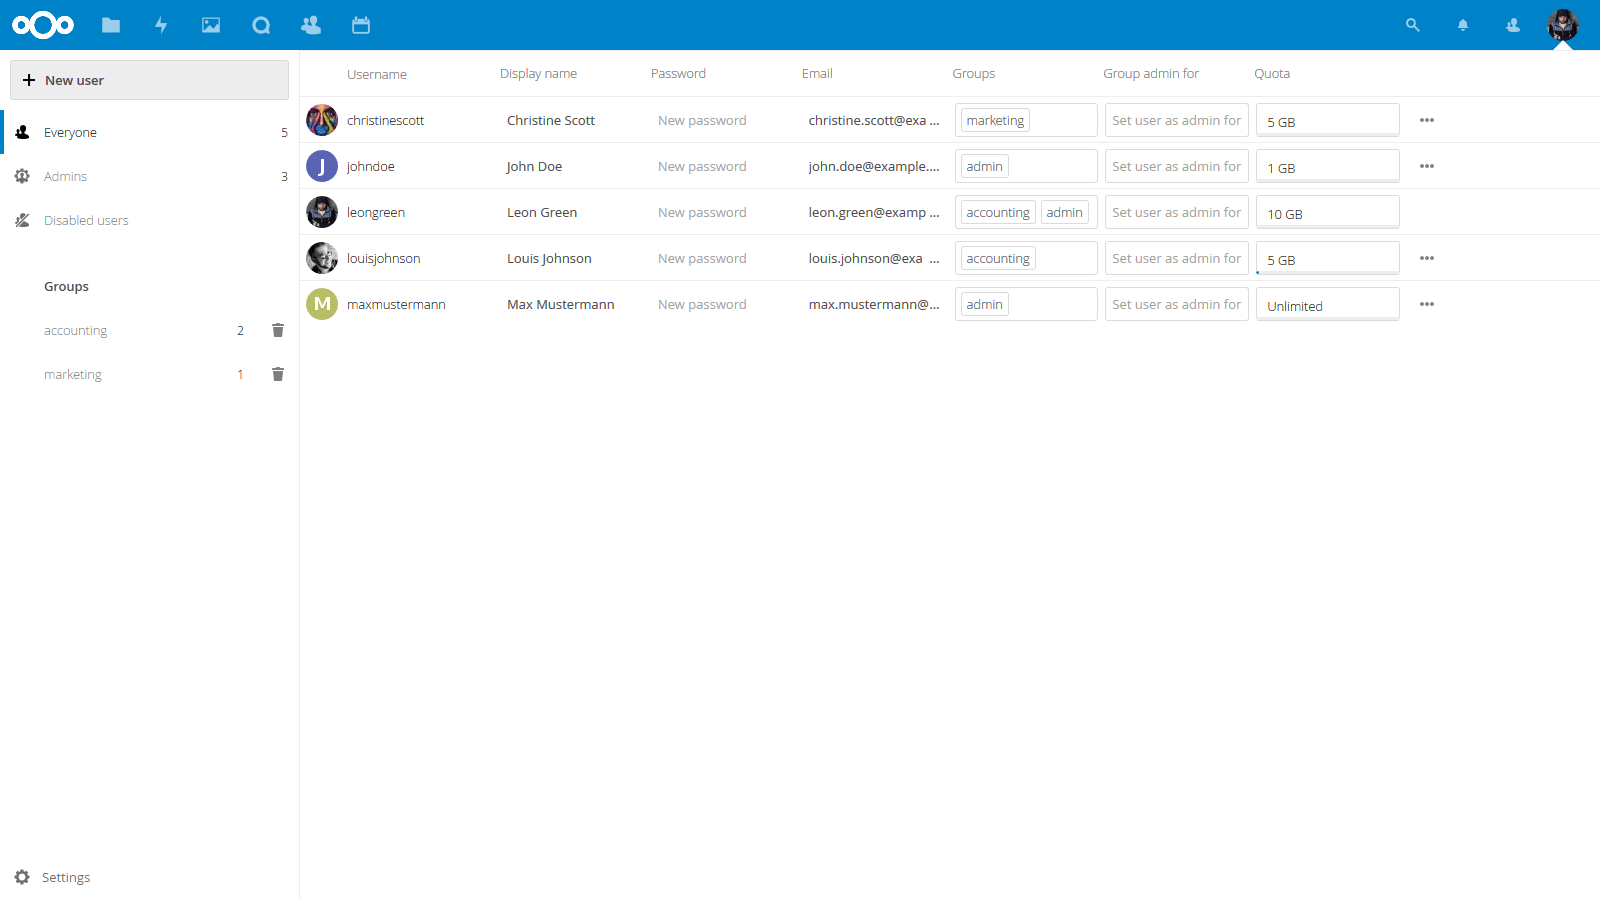 New user
Everyone 5
Admins 3
Disabled users
Groups
accounting 2
marketing 1
Settings
Username Display name Password Email Groups Group admin for Quota
christinescott Christine Scott New password christine.scott@exa ... marketing Set user as admin for 5 GB
J johndoe John Doe New password john.doe@example.... admin Set user as admin for 1 GB
leongreen Leon Green New password leon.green@examp ... accounting admin Set user as admin for 10 GB
louisjohnson Louis Johnson New password louis.johnson@exa ... accounting Set user as admin for 5 GB
M maxmustermann Max Mustermann New password max.mustermann@... admin Set user as admin for Unlimited